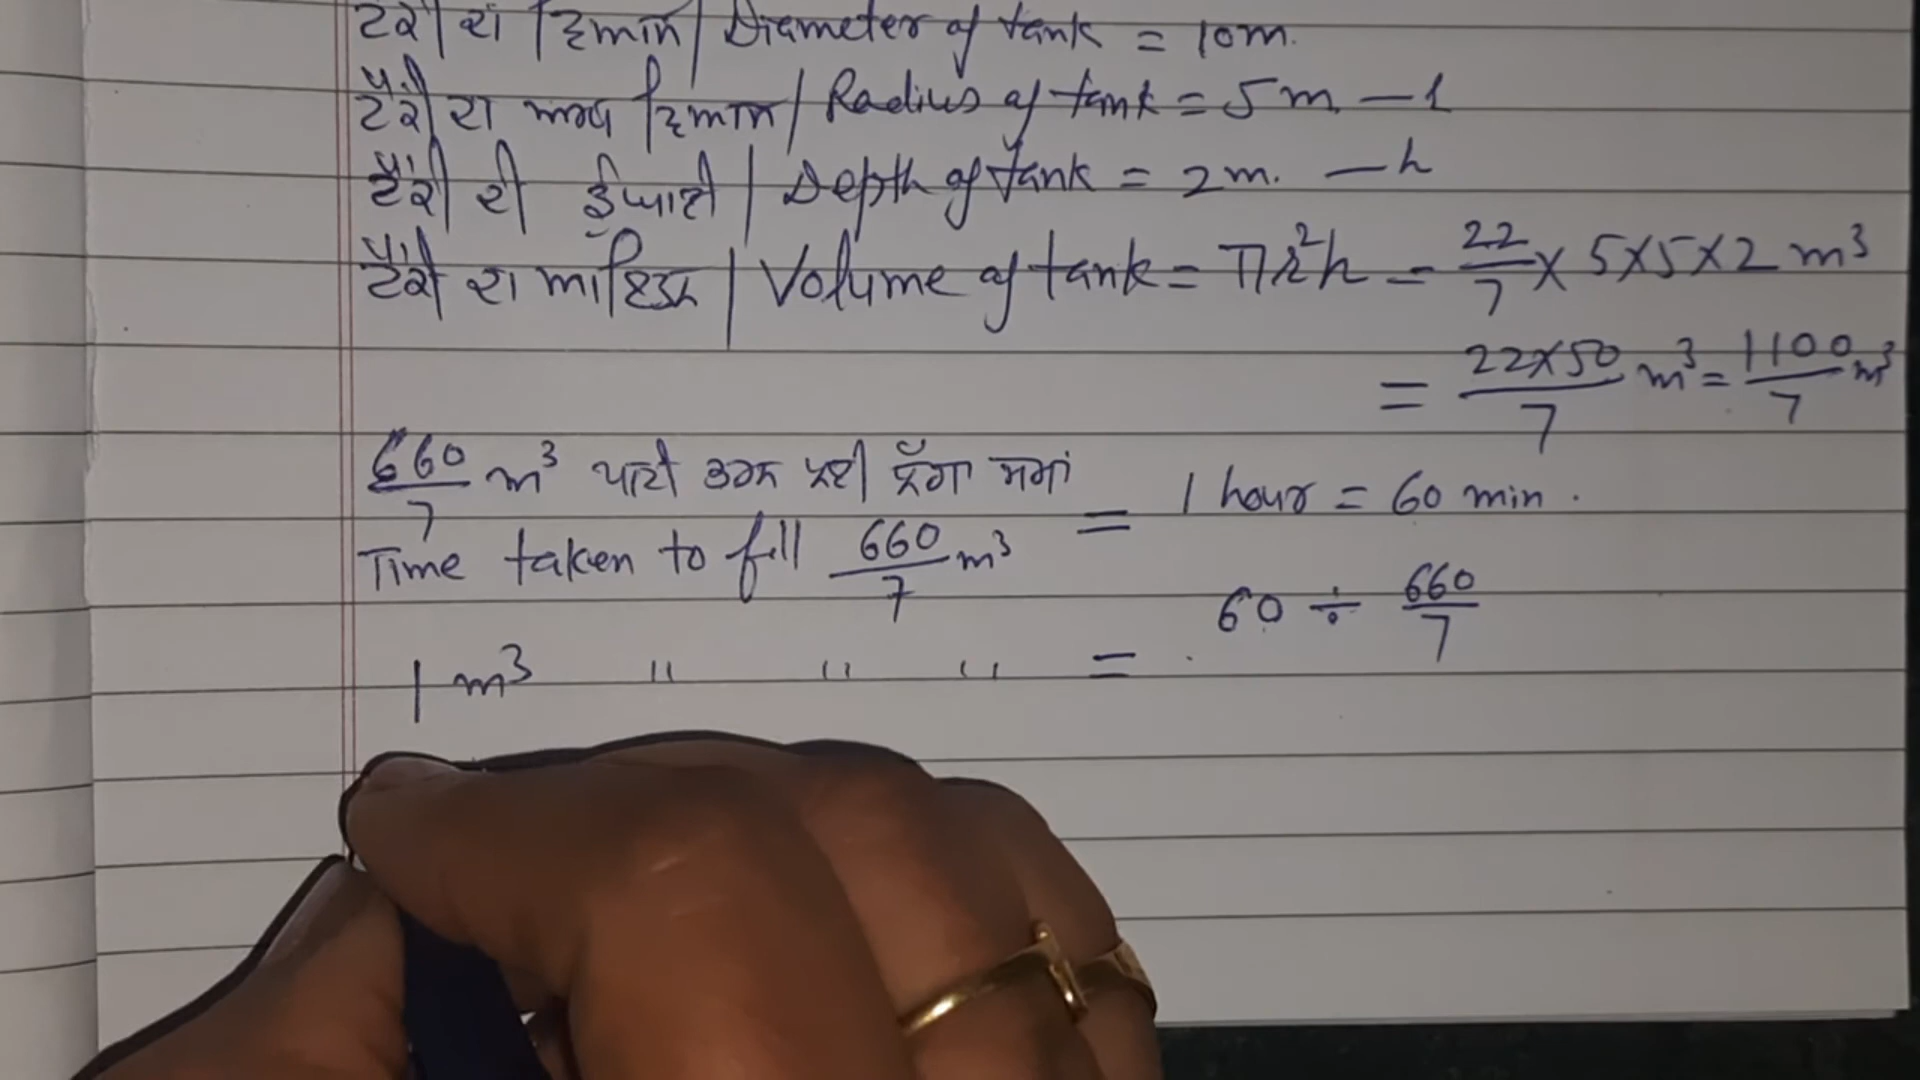 ਟੈਂਕੀ ਦਾ ਵਿਆਸ / Diameter of tank = 10m.
ਟੈਂਕੀ ਦਾ ਅਰਧ ਵਿਆਸ / Radius of tank = 5m — r
ਟੈਂਕੀ ਦੀ ਡੂੰਘਾਈ / Depth of tank = 2m. — h
ਟੈਂਕੀ ਦਾ ਆਇਤਨ / Volume of tank = πr²h = 22/7 × 5×5×2 m³
= 22×50/7 m³ = 1100/7 m³
660/7 m³ ਪਾਣੀ ਭਰਨ ਲਈ ਲੱਗਾ ਸਮਾਂ
Time taken to fill 660/7 m³ = 1 hour = 60 min.
1 m³ " " " = 60 ÷ 660/7